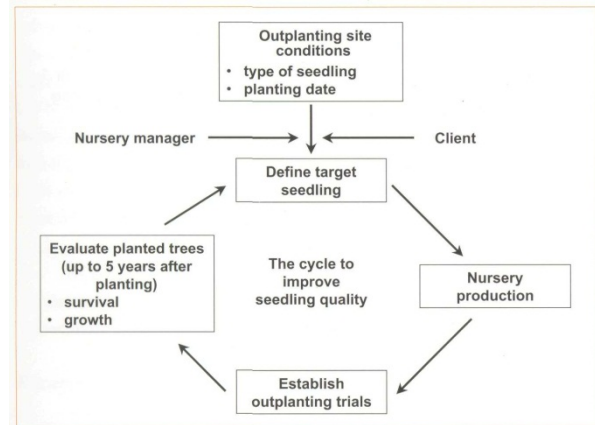 Outplanting site
conditions
• type of seedling
• planting date
Nursery manager
Client
Define target
seedling
Evaluate planted trees
(up to 5 years after
planting)
• survival
• growth
The cycle to
improve
seedling quality
Nursery
production
Establish
outplanting trials